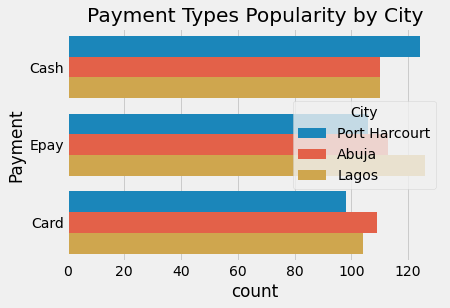 Payment Types Popularity by City
Cash
Epay
Card
Payment
City
Port Harcourt
Abuja
Lagos
0 20 40 60 80 100 120
count